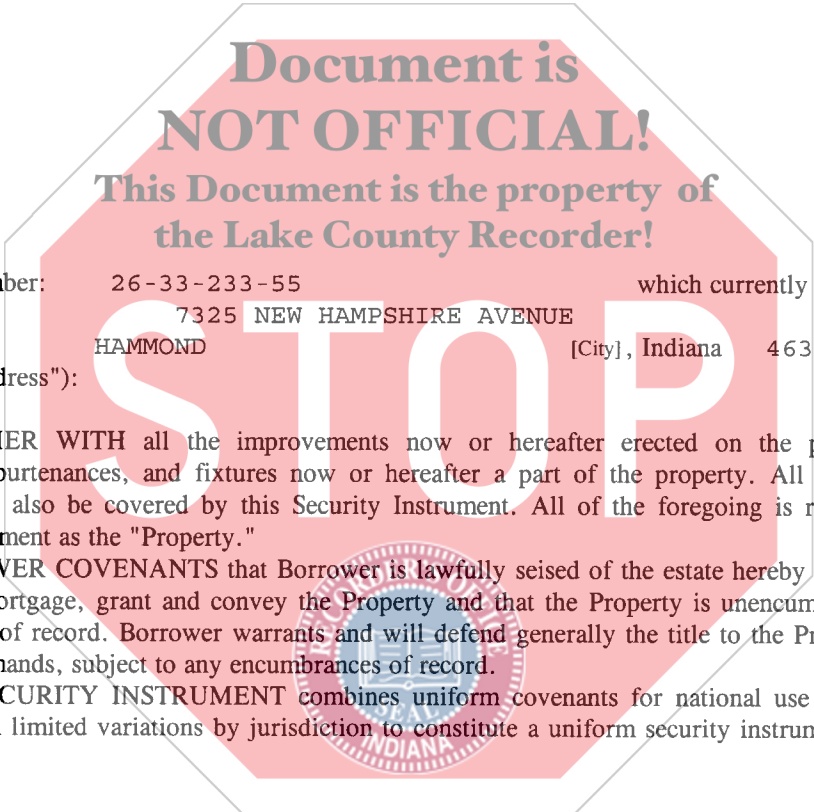 Document is
NOT OFFICIAL!
This Document is the property of
the Lake County Recorder!
ber: 26-33-233-55 which currently
7325 NEW HAMPSHIRE AVENUE
HAMMOND [City], Indiana 463
dress"):
STOP
ER WITH all the improvements now or hereafter erected on the p
purtenances, and fixtures now or hereafter a part of the property. All
also be covered by this Security Instrument. All of the foregoing is r
ment as the "Property."
VER COVENANTS that Borrower is lawfully seised of the estate hereby
ortgage, grant and convey the Property and that the Property is unencum
of record. Borrower warrants and will defend generally the title to the Pr
nands, subject to any encumbrances of record.
CURITY INSTRUMENT combines uniform covenants for national use
limited variations by jurisdiction to constitute a uniform security instrum
SEAL
INDIANA